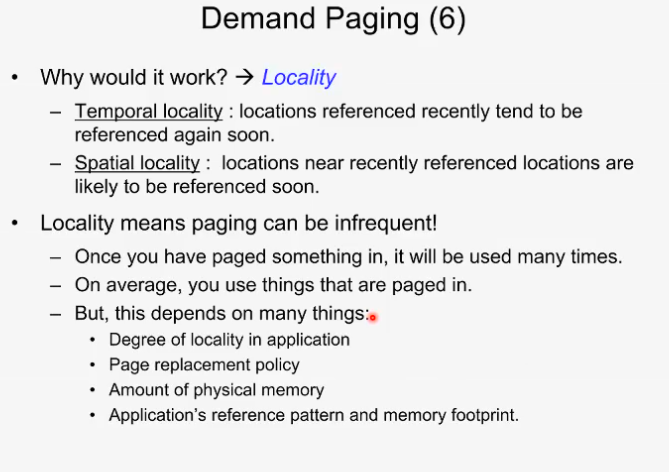 Demand Paging (6)
• Why would it work? → Locality
– Temporal locality : locations referenced recently tend to be
referenced again soon.
– Spatial locality : locations near recently referenced locations are
likely to be referenced soon.
• Locality means paging can be infrequent!
– Once you have paged something in, it will be used many times.
– On average, you use things that are paged in.
– But, this depends on many things:
• Degree of locality in application
• Page replacement policy
• Amount of physical memory
• Application's reference pattern and memory footprint.